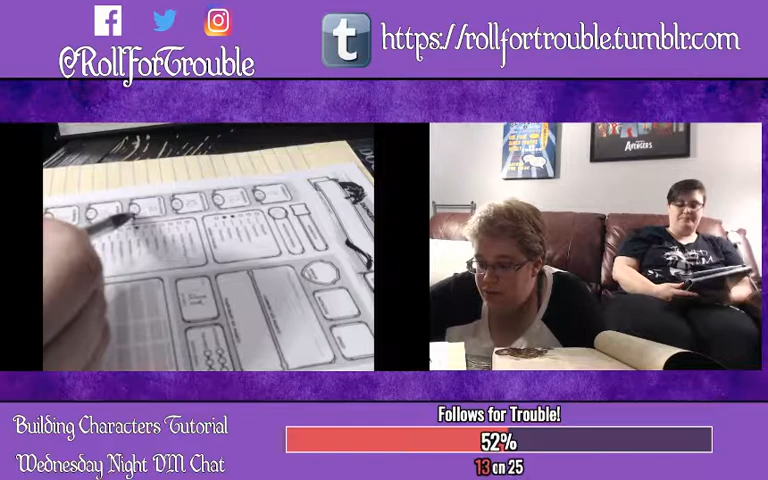 @RollForTrouble
https://rollfortrouble.tumblr.com
AVENGERS
Building Characters Tutorial
Wednesday Night DM Chat
Follows for Trouble!
52%
13 on 25